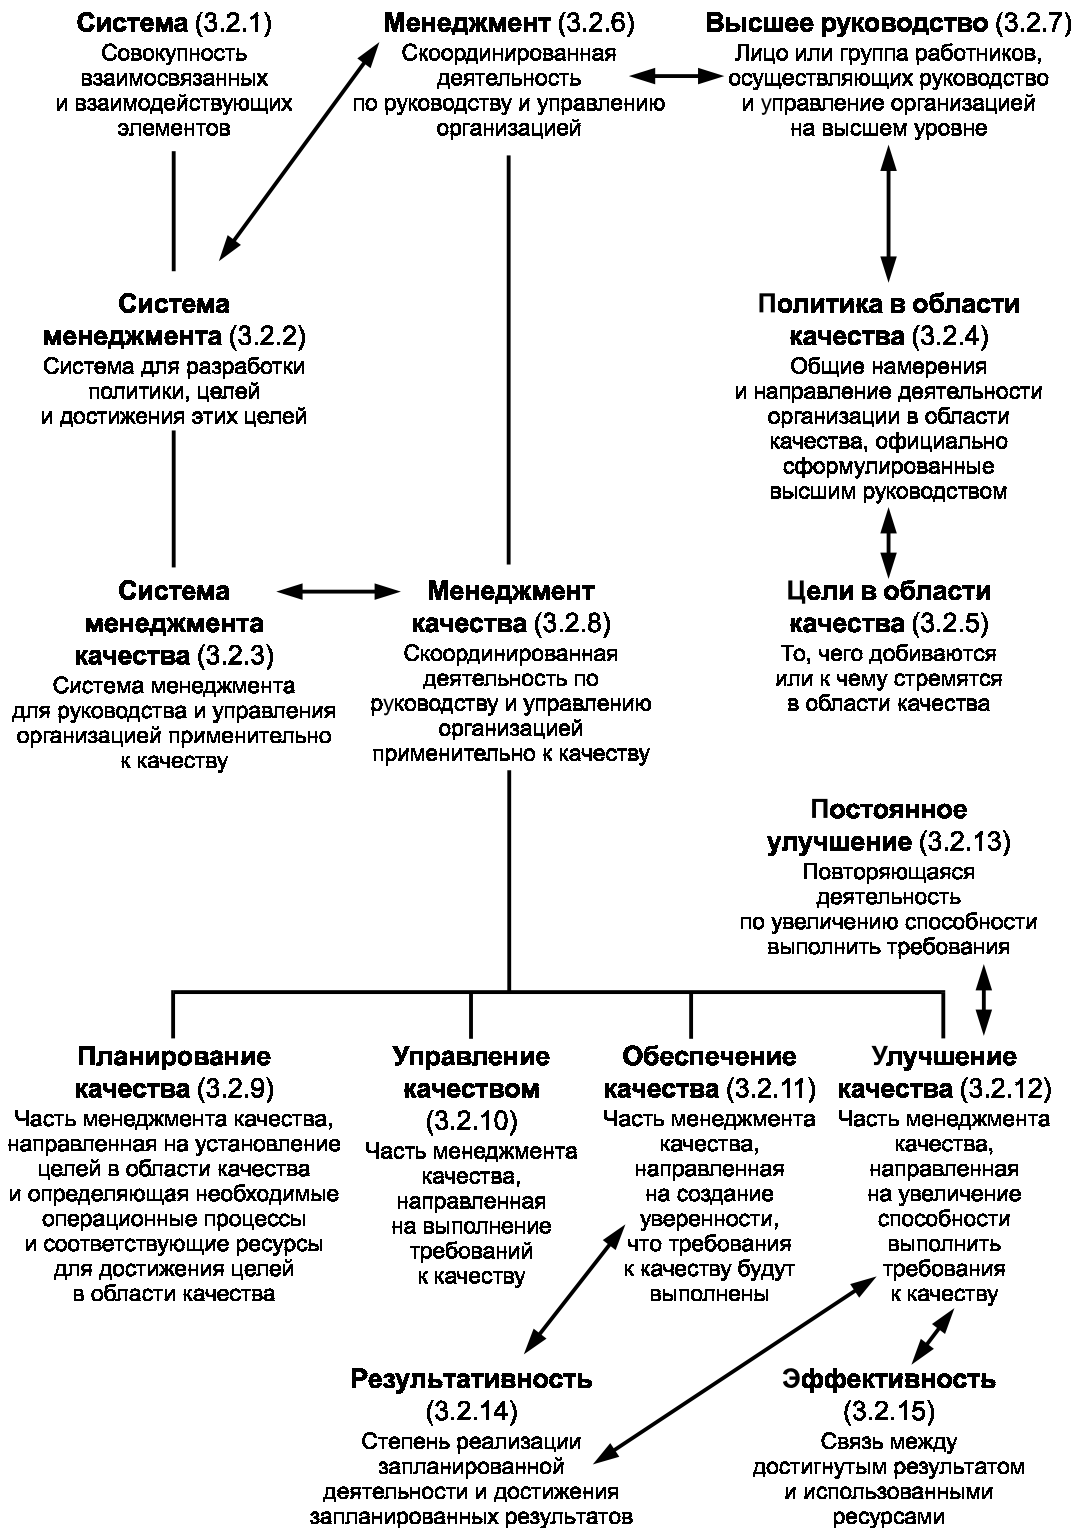 Система (3.2.1)
Совокупность
взаимосвязанных
и взаимодействующих
элементов
Менеджмент (3.2.6)
Скоординированная
деятельность
по руководству и управлению
организацией
Высшее руководство (3.2.7)
Лицо или группа работников,
осуществляющих руководство
и управление организацией
на высшем уровне
Система
менеджмента (3.2.2)
Система для разработки
политики, целей
и достижения этих целей
Политика в области
качества (3.2.4)
Общие намерения
и направление деятельности
организации в области
качества, официально
сформулированные
высшим руководством
Система
менеджмента
качества (3.2.3)
Система менеджмента
для руководства и управления
организацией применительно
к качеству
Менеджмент
качества (3.2.8)
Скоординированная
деятельность по
руководству и управлению
организацией
применительно к качеству
Цели в области
качества (3.2.5)
То, чего добиваются
или к чему стремятся
в области качества
Постоянное
улучшение (3.2.13)
Повторяющаяся
деятельность
по увеличению способности
выполнить требования
Планирование
качества (3.2.9)
Часть менеджмента качества,
направленная на установление
целей в области качества
и определяющая необходимые
операционные процессы
и соответствующие ресурсы
для достижения целей
в области качества
Управление
качеством
(3.2.10)
Часть менеджмента
качества,
направленная
на выполнение
требований
к качеству
Обеспечение
качества (3.2.11)
Часть менеджмента
качества,
направленная
на создание
уверенности,
что требования
к качеству будут
выполнены
Улучшение
качества (3.2.12)
Часть менеджмента
качества,
направленная
на увеличение
способности
выполнить
требования
к качеству
Результативность
(3.2.14)
Степень реализации
запланированной
деятельности и достижения
запланированных результатов
Эффективность
(3.2.15)
Связь между
достигнутым результатом
и использованными
ресурсами